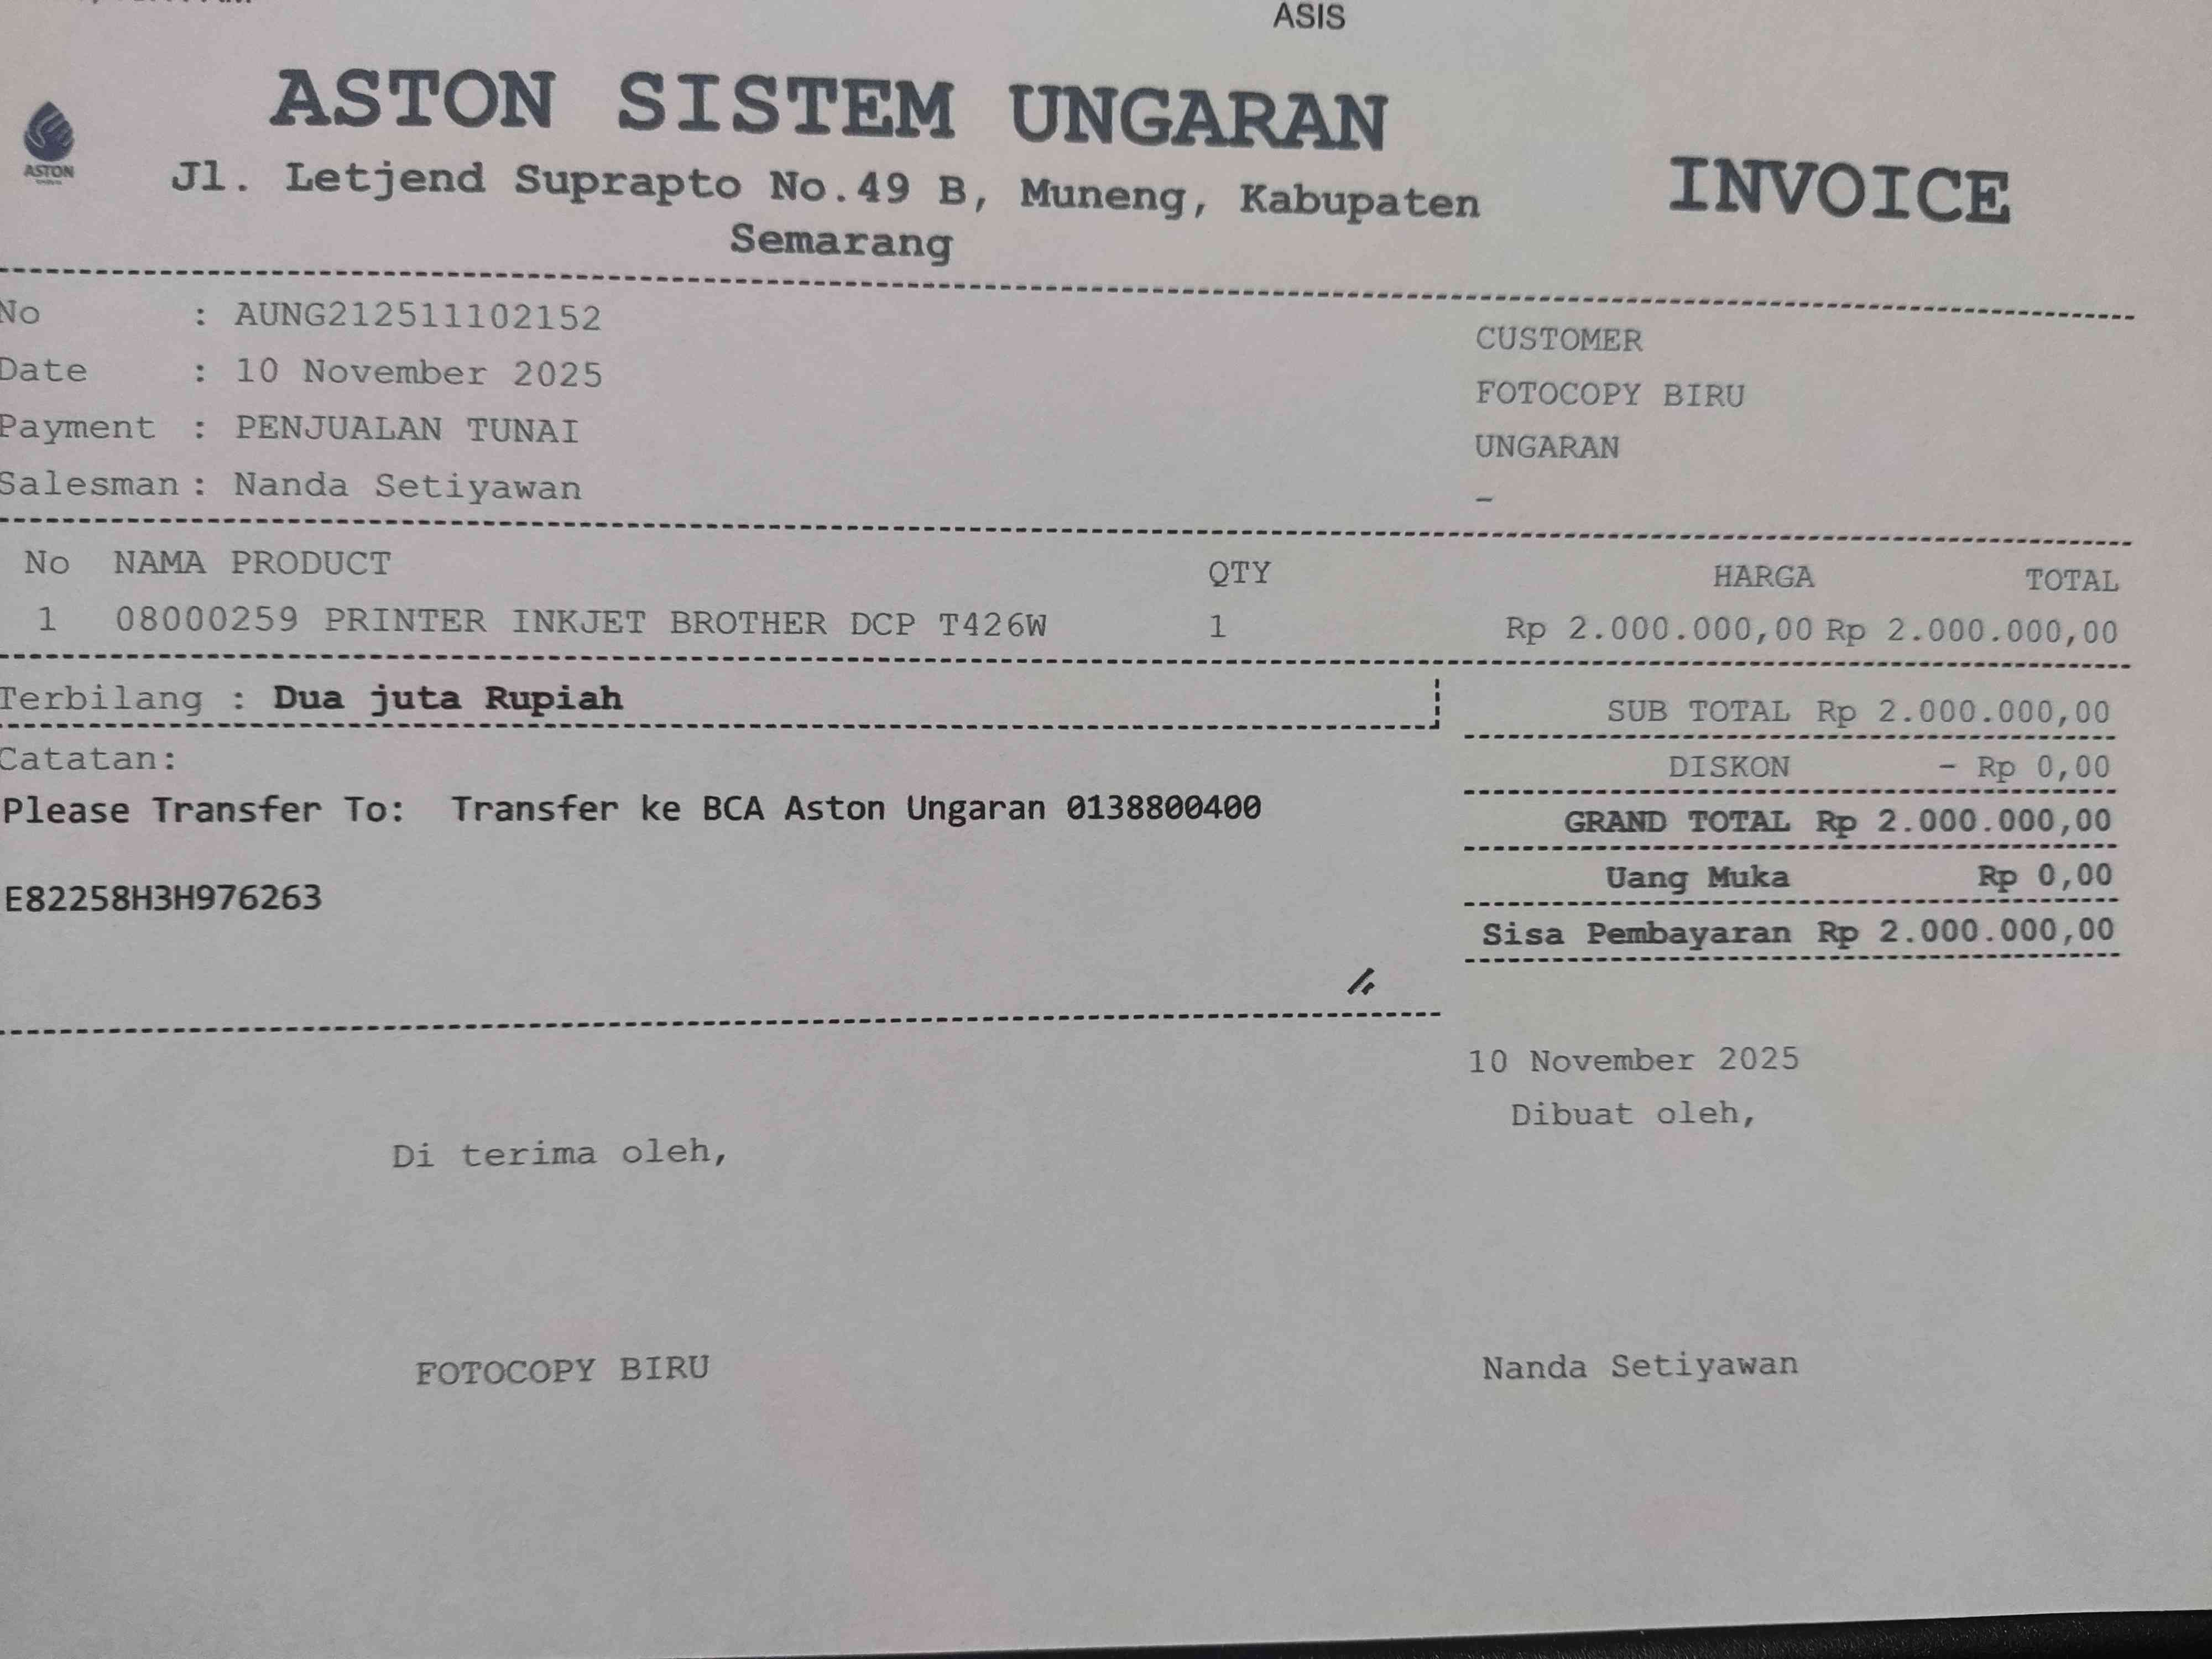 ASIS
ASTON SISTEM UNGARAN
ASTON
Jl. Letjend Suprapto No.49 B, Muneng, Kabupaten
Semarang
INVOICE
No : AUNG212511102152
Date : 10 November 2025
Payment : PENJUALAN TUNAI
Salesman : Nanda Setiyawan
CUSTOMER
FOTOCOPY BIRU
UNGARAN
-
No NAMA PRODUCT QTY HARGA TOTAL
1 08000259 PRINTER INKJET BROTHER DCP T426W 1 Rp 2.000.000,00 Rp 2.000.000,00
Terbilang : Dua juta Rupiah
Catatan:
Please Transfer To: Transfer ke BCA Aston Ungaran 0138800400
E82258H3H976263
SUB TOTAL Rp 2.000.000,00
DISKON - Rp 0,00
GRAND TOTAL Rp 2.000.000,00
Uang Muka Rp 0,00
Sisa Pembayaran Rp 2.000.000,00
10 November 2025
Dibuat oleh,
Di terima oleh,
FOTOCOPY BIRU
Nanda Setiyawan